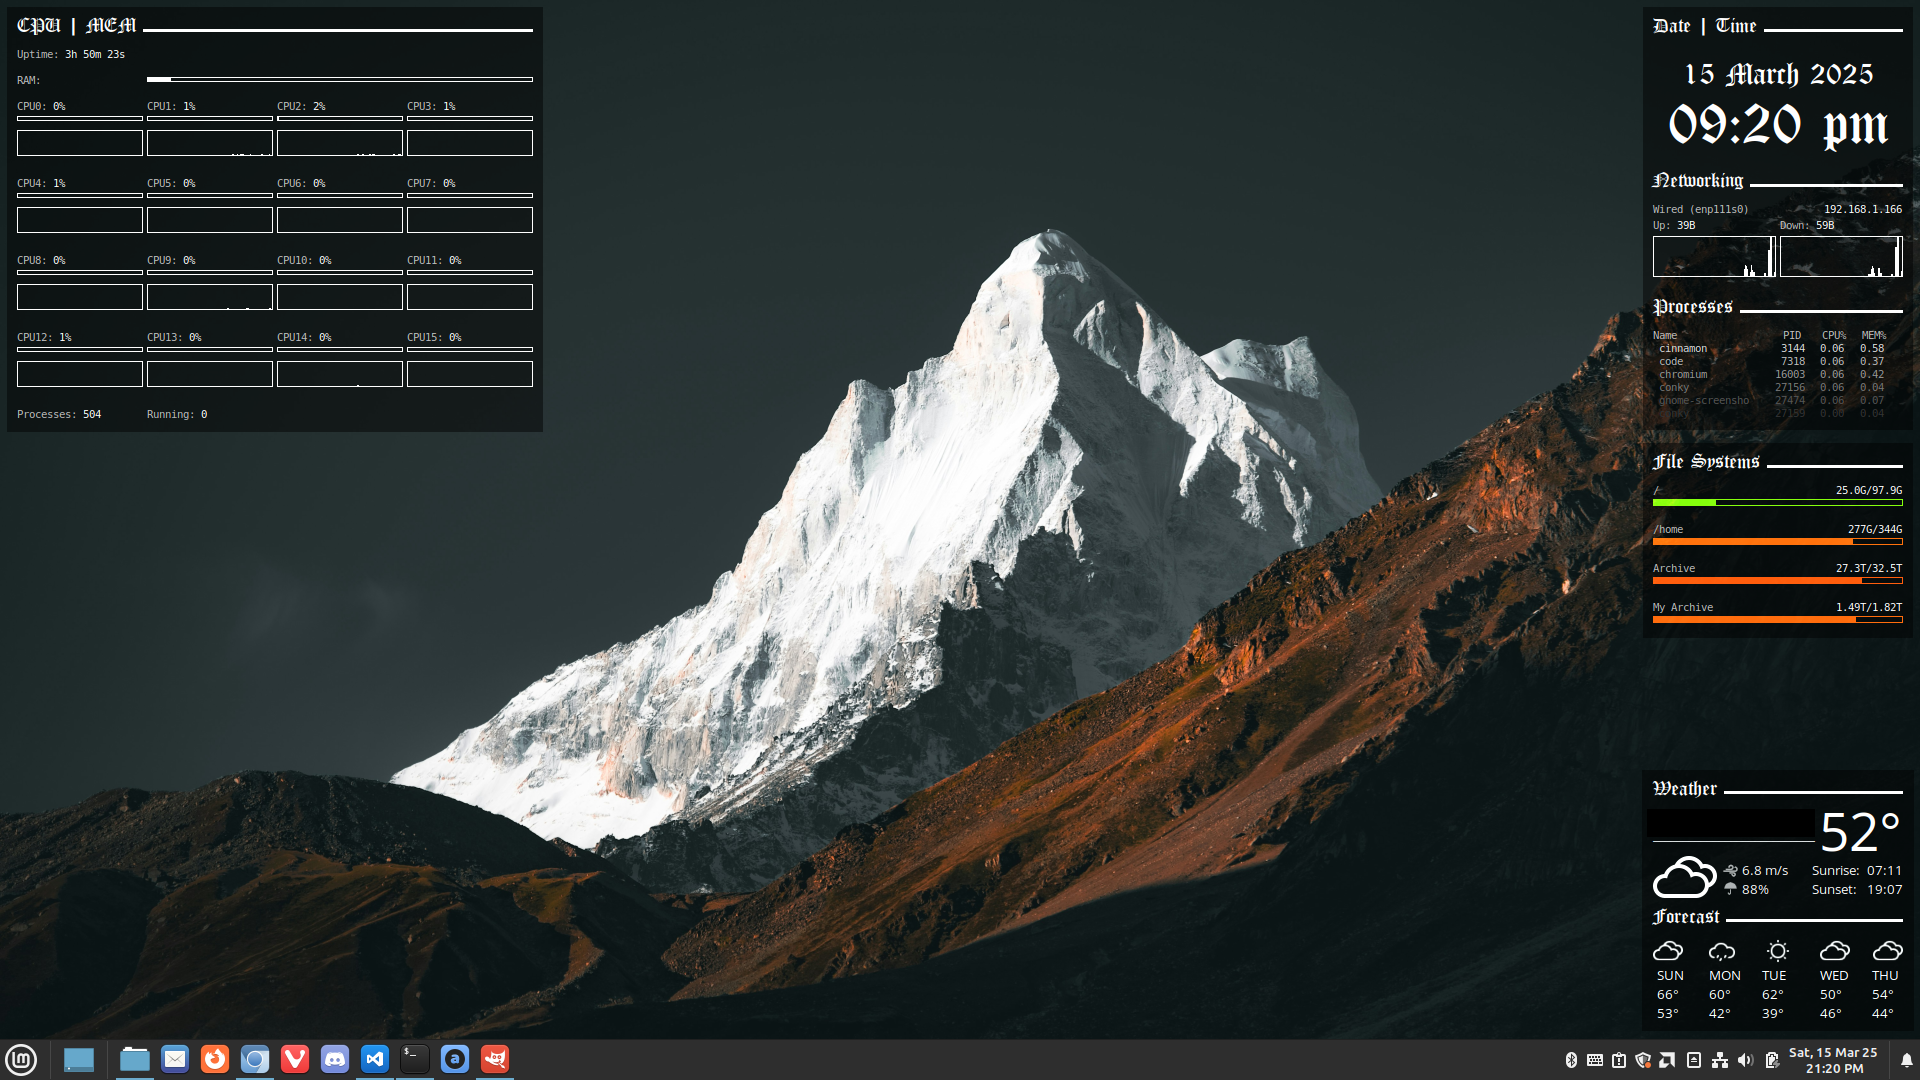 CPU | MEM
Uptime: 3h 50m 23s
RAM:
CPU0: 0% CPU1: 1% CPU2: 2% CPU3: 1%
CPU4: 1% CPU5: 0% CPU6: 0% CPU7: 0%
CPU8: 0% CPU9: 0% CPU10: 0% CPU11: 0%
CPU12: 1% CPU13: 0% CPU14: 0% CPU15: 0%
Processes: 504 Running: 0
Date | Time
15 March 2025
09:20 pm
Networking
Wired (enp111s0) 192.168.1.166
Up: 39B Down: 59B
Processes
Name PID CPU% MEM%
cinnamon 3144 0.06 0.58
code 7318 0.06 0.37
chromium 16003 0.06 0.42
conky 27156 0.06 0.04
gnome-screensho 27474 0.06 0.07
conky 27159 0.00 0.04
File Systems
/ 25.0G/97.9G
/home 277G/344G
Archive 27.3T/32.5T
My Archive 1.49T/1.82T
Weather
52°
6.8 m/s Sunrise: 07:11
88% Sunset: 19:07
Forecast
SUN MON TUE WED THU
66° 60° 62° 50° 54°
53° 42° 39° 46° 44°
Sat, 15 Mar 25
21:20 PM